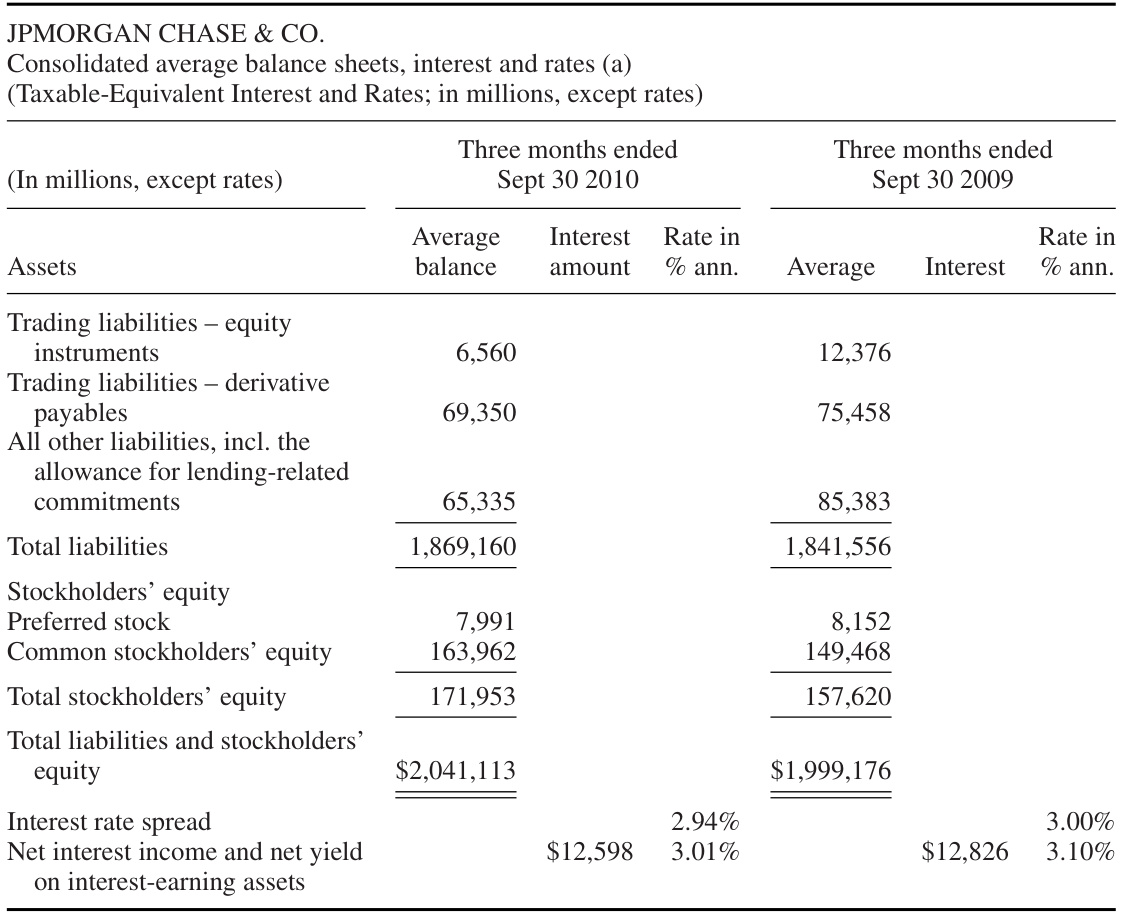 JPMORGAN CHASE & CO.
Consolidated average balance sheets, interest and rates (a)
(Taxable-Equivalent Interest and Rates; in millions, except rates)
Three months ended Three months ended
(In millions, except rates) Sept 30 2010 Sept 30 2009
Average Interest Rate in Rate in
Assets balance amount % ann. Average Interest % ann.
Trading liabilities – equity
instruments 6,560 12,376
Trading liabilities – derivative
payables 69,350 75,458
All other liabilities, incl. the
allowance for lending-related
commitments 65,335 85,383
Total liabilities 1,869,160 1,841,556
Stockholders’ equity
Preferred stock 7,991 8,152
Common stockholders’ equity 163,962 149,468
Total stockholders’ equity 171,953 157,620
Total liabilities and stockholders’
equity $2,041,113 $1,999,176
Interest rate spread 2.94% 3.00%
Net interest income and net yield $12,598 3.01% $12,826 3.10%
on interest-earning assets